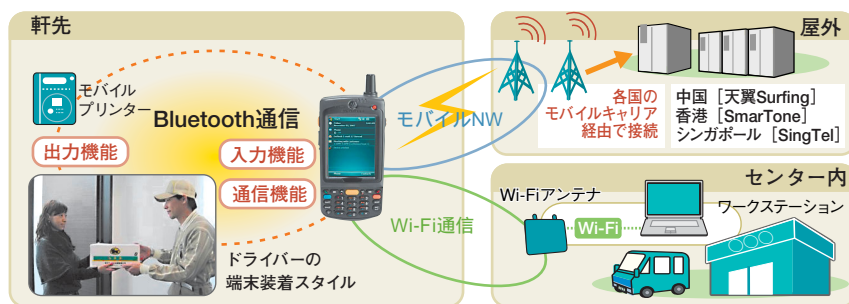 軒先
モバイル
プリンター
Bluetooth通信
出力機能
入力機能
通信機能
ドライバーの
端末装着スタイル
モバイルNW
Wi-Fi通信
屋外
各国の
モバイルキャリア
経由で接続
中国［天翼Surfing］
香港［SmarTone］
シンガポール［SingTel］
センター内
Wi-Fiアンテナ
Wi-Fi
ワークステーション